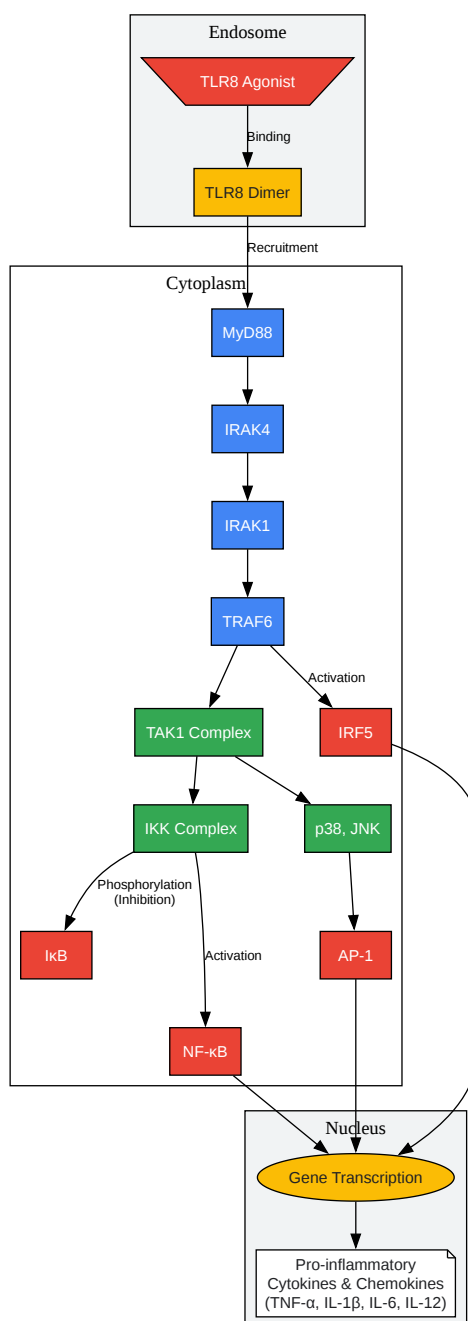 Endosome
TLR8 Agonist
Binding
TLR8 Dimer
Recruitment
Cytoplasm
MyD88
IRAK4
IRAK1
TRAF6
Activation
TAK1 Complex
IRF5
IKK Complex
p38, JNK
Phosphorylation
(Inhibition)
IκB
Activation
AP-1
NF-κB
Nucleus
Gene Transcription
Pro-inflammatory
Cytokines & Chemokines
(TNF-α, IL-1β, IL-6, IL-12)